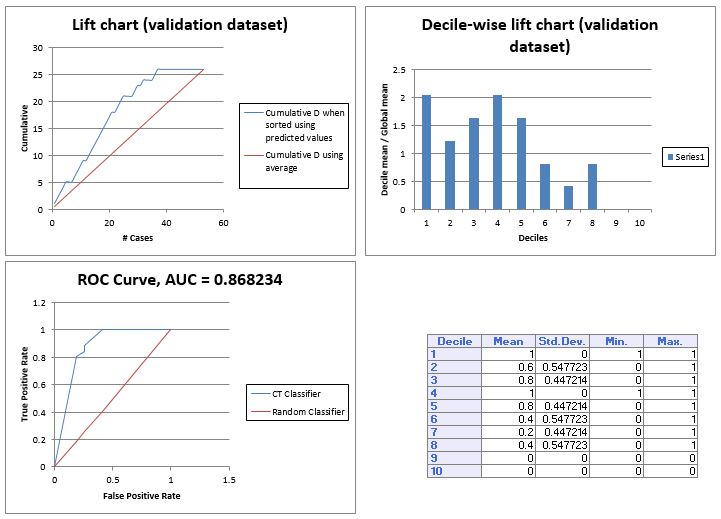 Lift chart (validation dataset)
30
25
20
15
10
5
0
Cumulative
0 20 40 60
# Cases
Cumulative D when
sorted using
predicted values
Cumulative D using
average
Decile-wise lift chart (validation
dataset)
2.5
2
1.5
1
0.5
0
Decile mean / Global mean
1 2 3 4 5 6 7 8 9 10
Deciles
Series1
ROC Curve, AUC = 0.868234
1.2
1
0.8
0.6
0.4
0.2
0
True Positive Rate
0 0.5 1 1.5
False Positive Rate
CT Classifier
Random Classifier
Decile Mean Std.Dev. Min. Max.
1 1 0 1 1
2 0.6 0.547723 0 1
3 0.8 0.447214 0 1
4 1 0 1 1
5 0.8 0.447214 0 1
6 0.4 0.547723 0 1
7 0.2 0.447214 0 1
8 0.4 0.547723 0 1
9 0 0 0 0
10 0 0 0 0